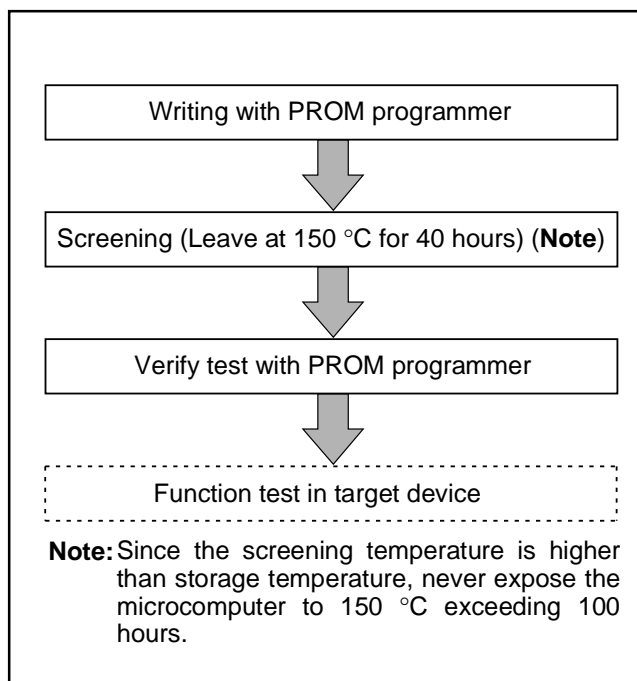 Writing with PROM programmer
Screening (Leave at 150 °C for 40 hours) (Note)
Verify test with PROM programmer
Function test in target device
Note: Since the screening temperature is higher
than storage temperature, never expose the
microcomputer to 150 °C exceeding 100
hours.